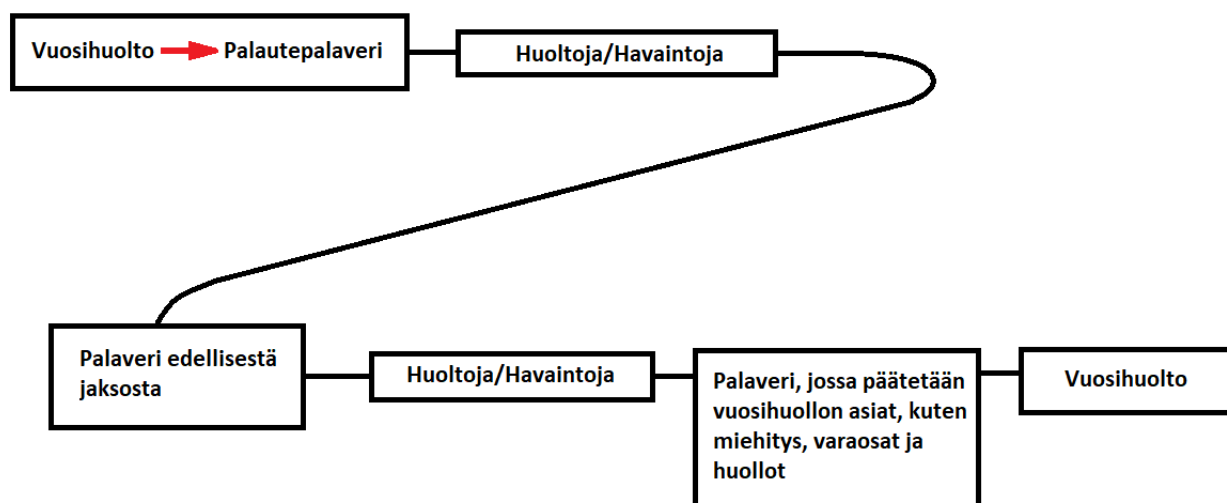 Vuosihuolto Palautepalaveri
Huoltoja/Havaintoja
Palaveri edellisestä
jaksosta
Huoltoja/Havaintoja
Palaveri, jossa päätetään
vuosihuollon asiat, kuten
miehitys, varaosat ja
huollot
Vuosihuolto